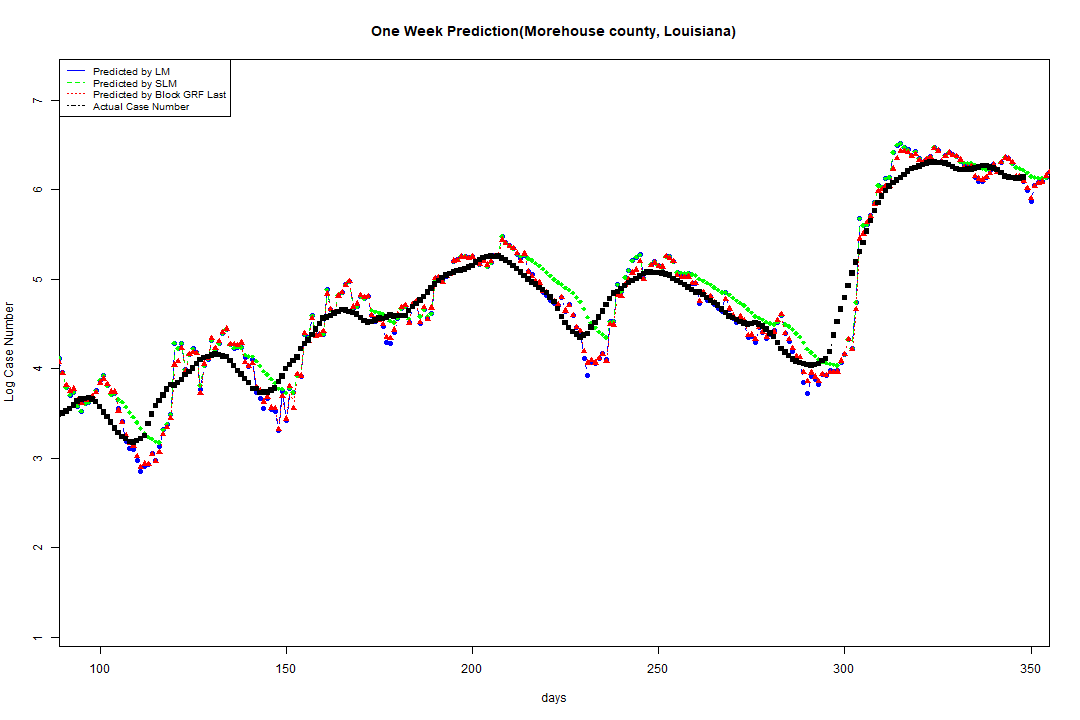 One Week Prediction(Morehouse county, Louisiana)
Predicted by LM
Predicted by SLM
Predicted by Block GRF Last
Actual Case Number
7
6
5
4
3
2
1
Log Case Number
100 150 200 250 300 350
days